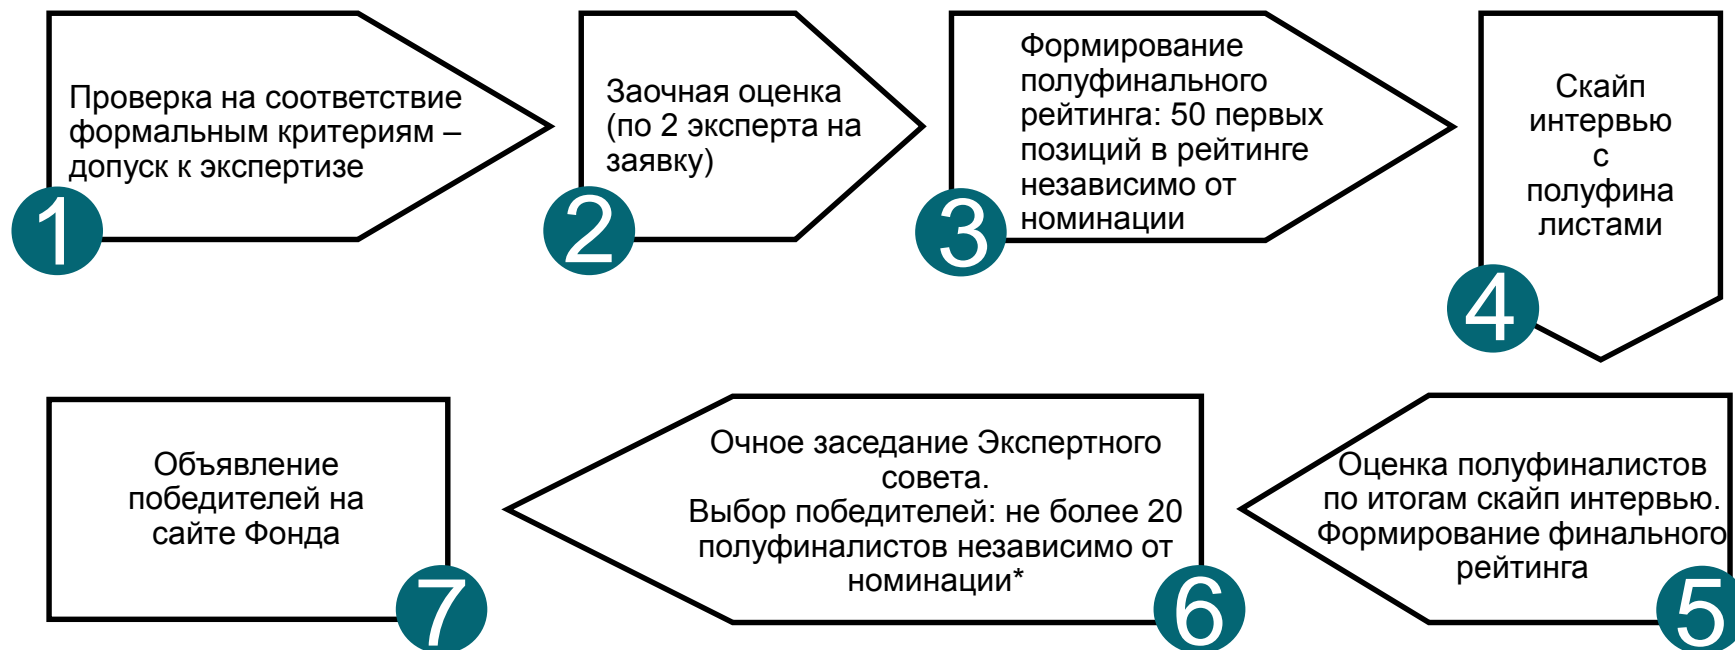 Проверка на соответствие
формальным критериям –
допуск к экспертизе
1
Заочная оценка
(по 2 эксперта на
заявку)
2
Формирование
полуфинального
рейтинга: 50 первых
позиций в рейтинге
независимо от
номинации
3
Скайп
интервью
с
полуфина
листами
4
Оценка полуфиналистов
по итогам скайп интервью.
Формирование финального
рейтинга
5
Очное заседание Экспертного
совета.
Выбор победителей: не более 20
полуфиналистов независимо от
номинации*
6
Объявление
победителей на
сайте Фонда
7